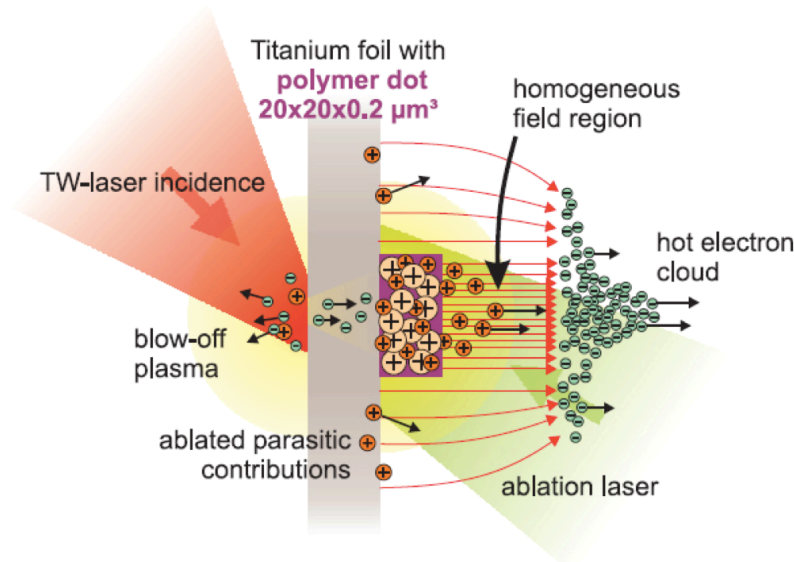 Titanium foil with
polymer dot
20x20x0.2 µm³
homogeneous
field region
TW-laser incidence
hot electron
cloud
blow-off
plasma
ablated parasitic
contributions
ablation laser